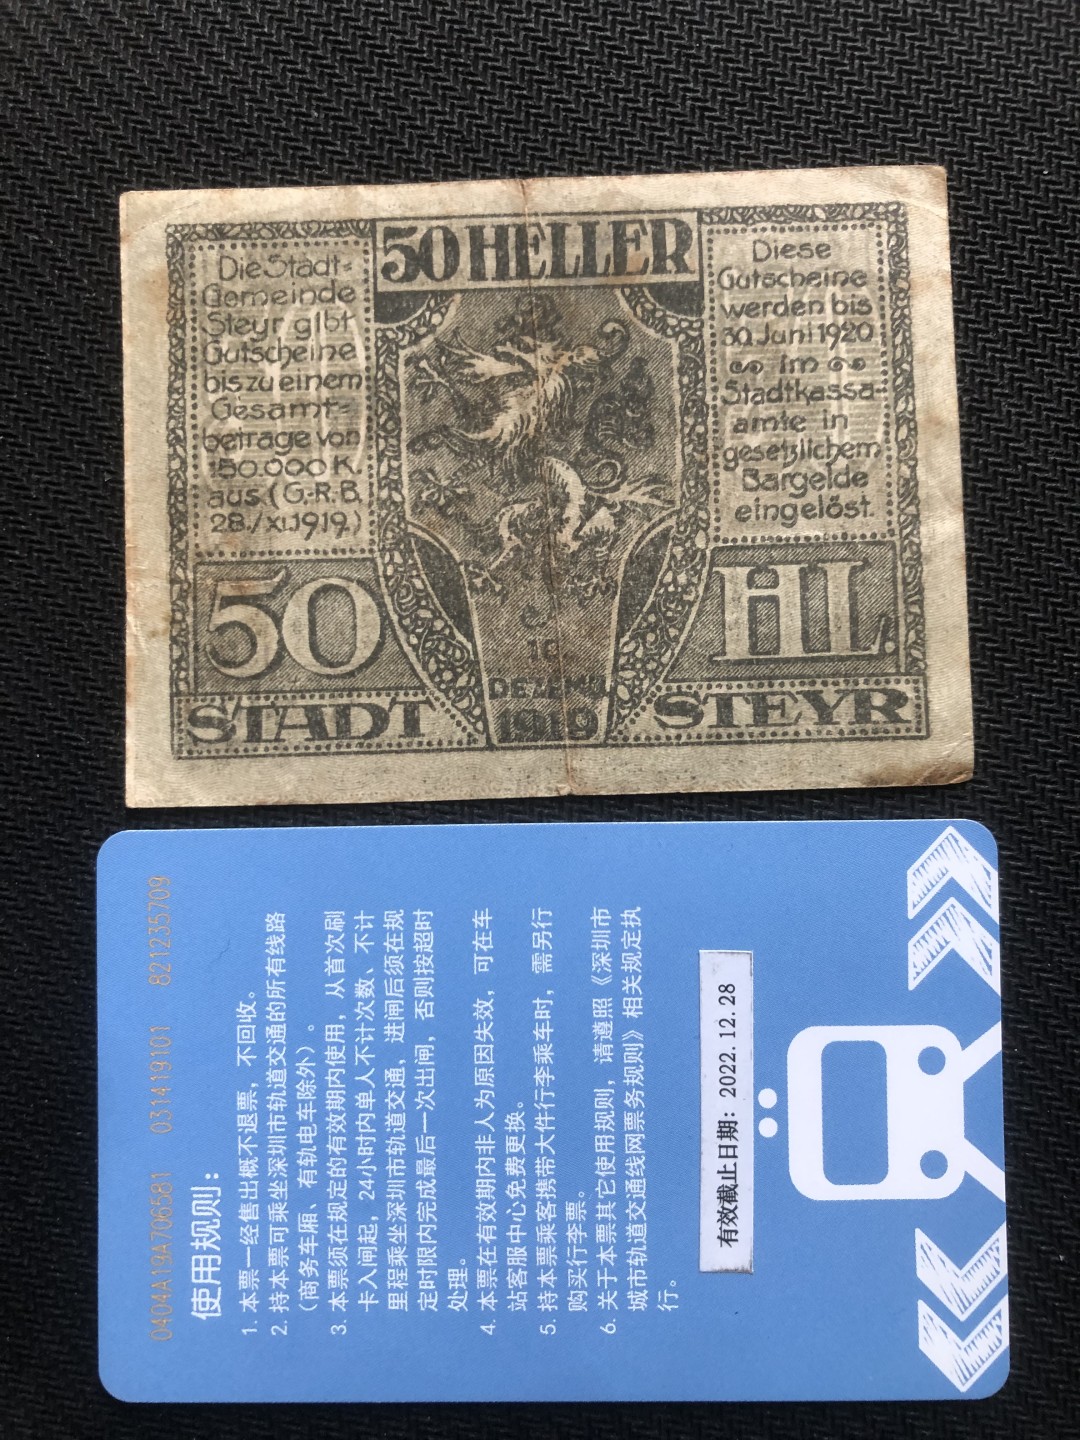 50 HELLER
Die Stadt-
Gemeinde
Steyr gibt
Gutscheine
bis zu einem
Gesamt-
betrage von
150.000 K.
aus (G.-R.B.
28./XI.1919.)
Diese
Gutscheine
werden bis
30. Juni 1920
im
Stadtkassa-
amte in
gesetzlichem
Bargelde
eingelöst.
50
HL.
10
DEZEMB.
1919
STADT
STEYR
0404A19A706581 031419101 821235709
使用规则：
1. 本票一经售出概不退票，不回收。
2. 持本票可乘坐深圳市轨道交通的所有线路
（商务车厢、有轨电车除外）。
3. 本票须在规定的有效期内使用，从首次刷
卡入闸起，24小时内单人不计次数、不计
里程乘坐深圳市轨道交通，进闸后须在规
定时限内完成最后一次出闸，否则按超时
处理。
4. 本票在有效期内非人为原因失效，可在车
站客服中心免费更换。
5. 持本票乘客携带大件行李乘车时，需另行
购买行李票。
6. 关于本票其它使用规则，请遵照《深圳市
城市轨道交通线网票务规则》相关规定执
行。
有效截止日期：2022.12.28